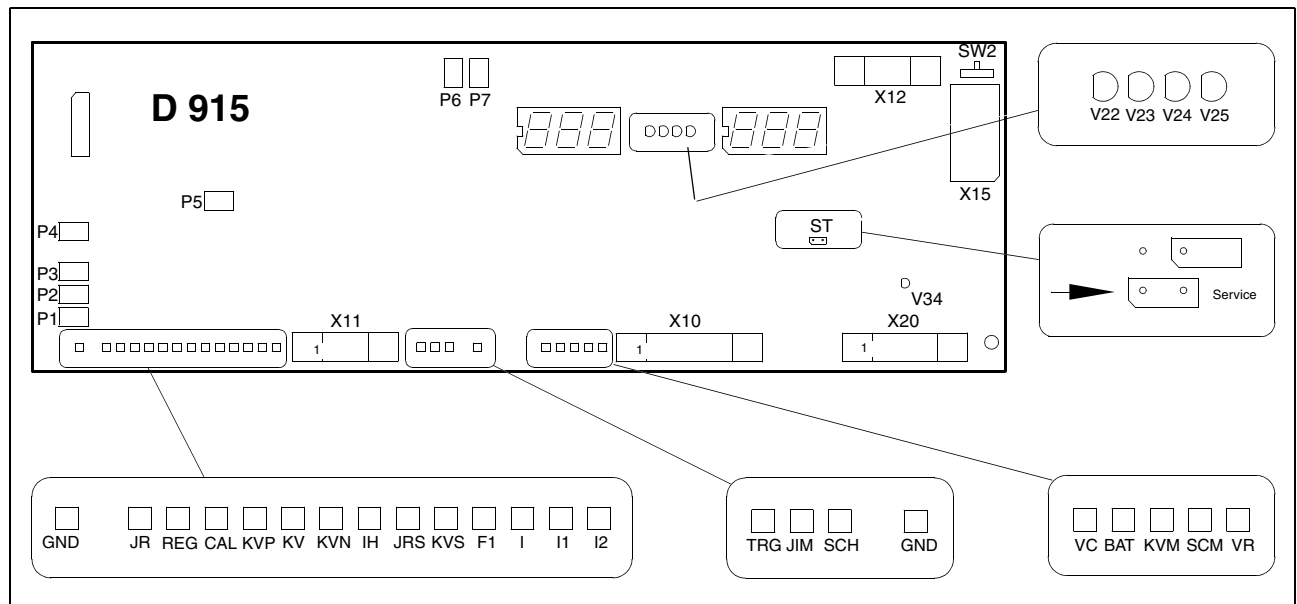 SW2
P6 P7
X12
D 915
V22 V23 V24 V25
X15
P5
P4
ST
P3
P2
P1
V34
Service
X11
X10
X20
1
1
1
GND JR REG CAL KVP KV KVN IH JRS KVS F1 I I1 I2
TRG JIM SCH GND
VC BAT KVM SCM VR